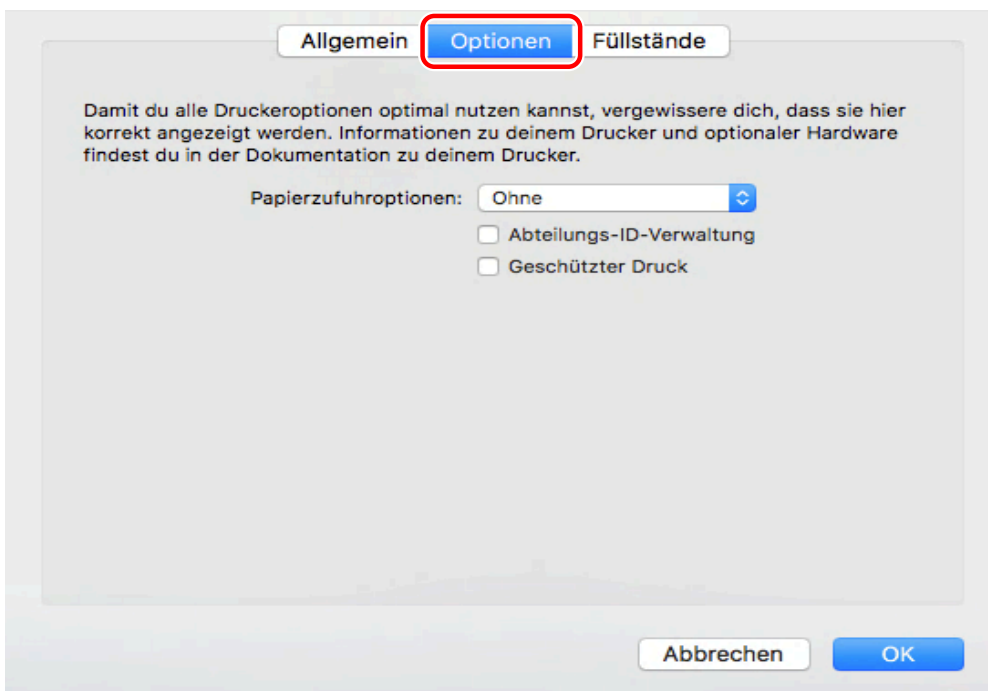 Allgemein Optionen Füllstände
Damit du alle Druckeroptionen optimal nutzen kannst, vergewissere dich, dass sie hier
korrekt angezeigt werden. Informationen zu deinem Drucker und optionaler Hardware
findest du in der Dokumentation zu deinem Drucker.
Papierzufuhroptionen: Ohne
Abteilungs-ID-Verwaltung
Geschützter Druck
Abbrechen OK